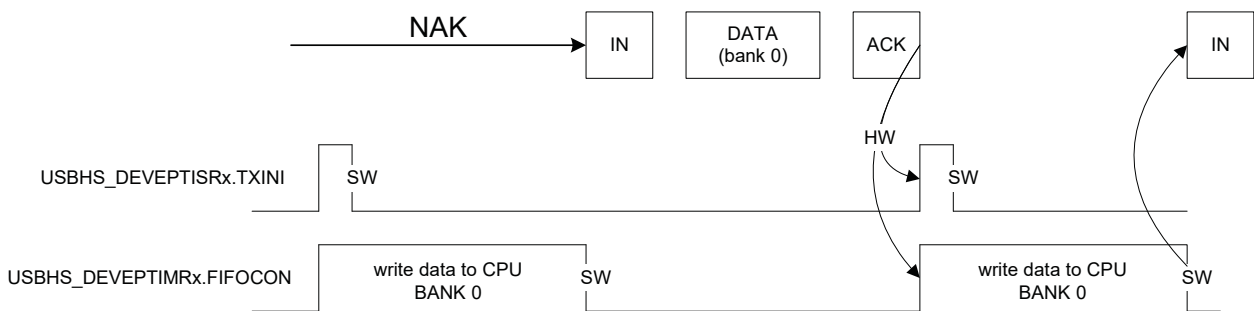 NAK
IN
DATA
(bank 0)
ACK
IN
HW
USBHS_DEVEPTISRx.TXINI
SW
SW
USBHS_DEVEPTIMRx.FIFOCON
write data to CPU
BANK 0
SW
write data to CPU
BANK 0
SW